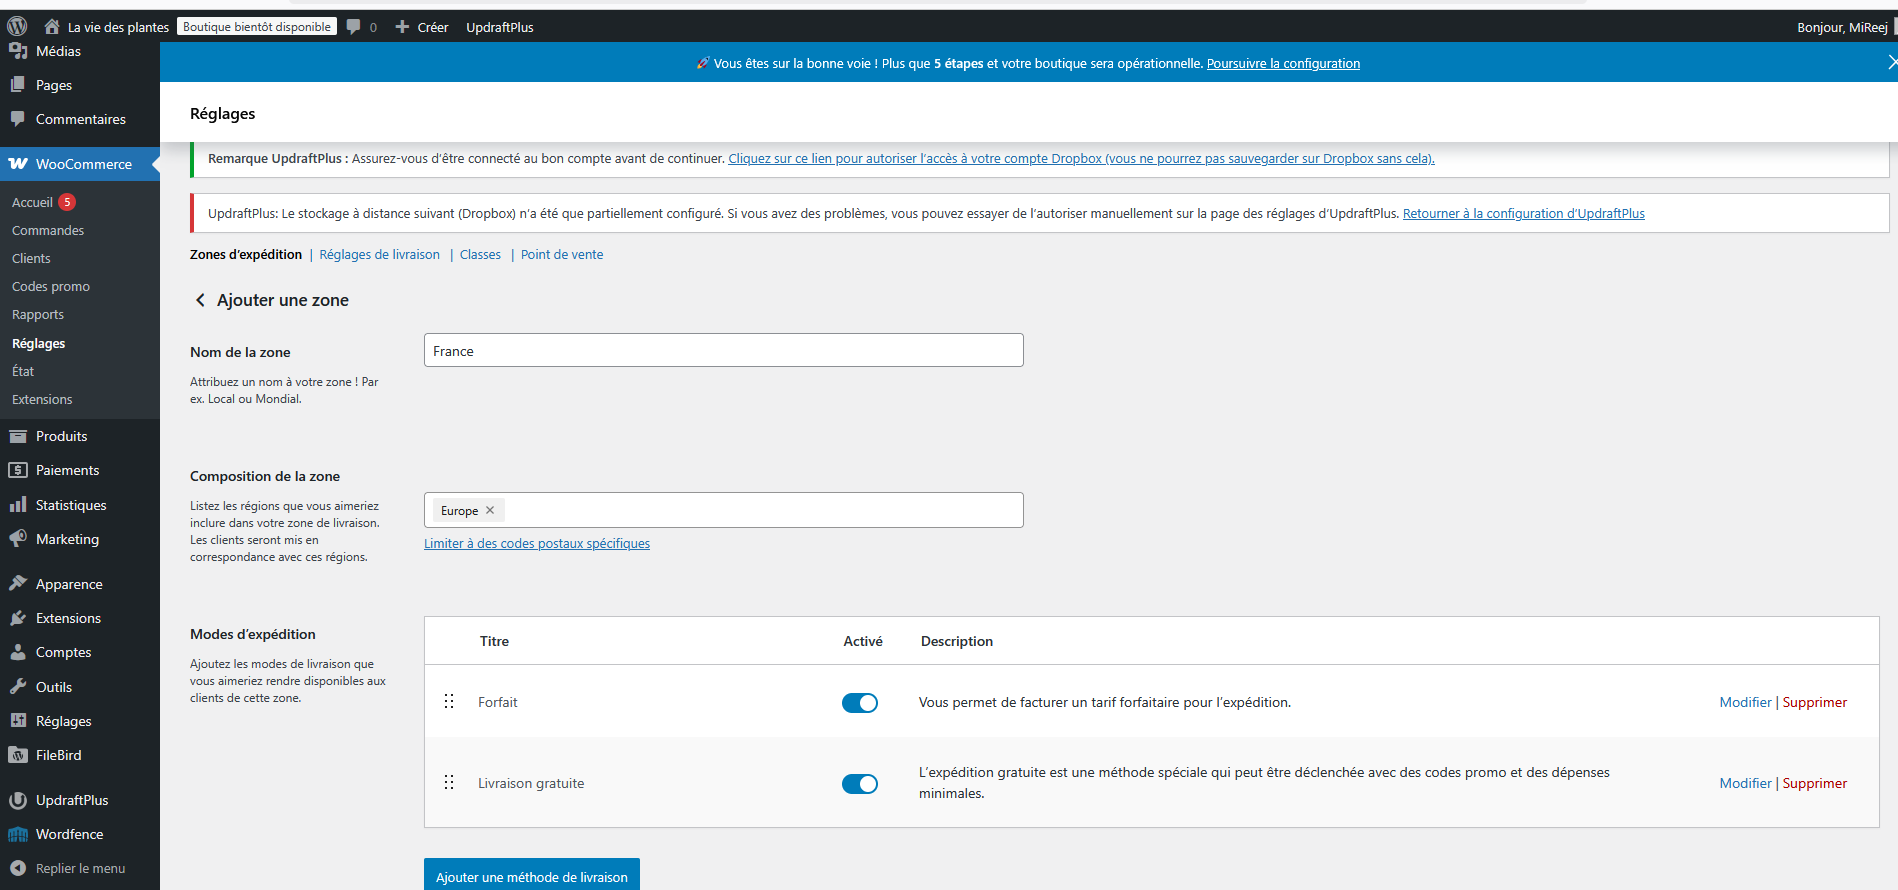 La vie des plantes Boutique bientôt disponible 0 Créer UpdraftPlus Bonjour, MiReej
Médias
Pages
Commentaires
WooCommerce
Accueil 5
Commandes
Clients
Codes promo
Rapports
Réglages
État
Extensions
Produits
Paiements
Statistiques
Marketing
Apparence
Extensions
Comptes
Outils
Réglages
FileBird
UpdraftPlus
Wordfence
Replier le menu
🚀 Vous êtes sur la bonne voie ! Plus que 5 étapes et votre boutique sera opérationnelle. Poursuivre la configuration
Réglages
Remarque UpdraftPlus : Assurez-vous d’être connecté au bon compte avant de continuer. Cliquez sur ce lien pour autoriser l’accès à votre compte Dropbox (vous ne pourrez pas sauvegarder sur Dropbox sans cela).
UpdraftPlus: Le stockage à distance suivant (Dropbox) n’a été que partiellement configuré. Si vous avez des problèmes, vous pouvez essayer de l’autoriser manuellement sur la page des réglages d’UpdraftPlus. Retourner à la configuration d’UpdraftPlus
Zones d’expédition | Réglages de livraison | Classes | Point de vente
Ajouter une zone
Nom de la zone
Attribuez un nom à votre zone ! Par
ex. Local ou Mondial.
France
Composition de la zone
Listez les régions que vous aimeriez
inclure dans votre zone de livraison.
Les clients seront mis en
correspondance avec ces régions.
Europe ×
Limiter à des codes postaux spécifiques
Modes d’expédition
Ajoutez les modes de livraison que
vous aimeriez rendre disponibles aux
clients de cette zone.
Titre Activé Description
Forfait Vous permet de facturer un tarif forfaitaire pour l’expédition. Modifier | Supprimer
Livraison gratuite L’expédition gratuite est une méthode spéciale qui peut être déclenchée avec des codes promo et des dépenses
minimales. Modifier | Supprimer
Ajouter une méthode de livraison